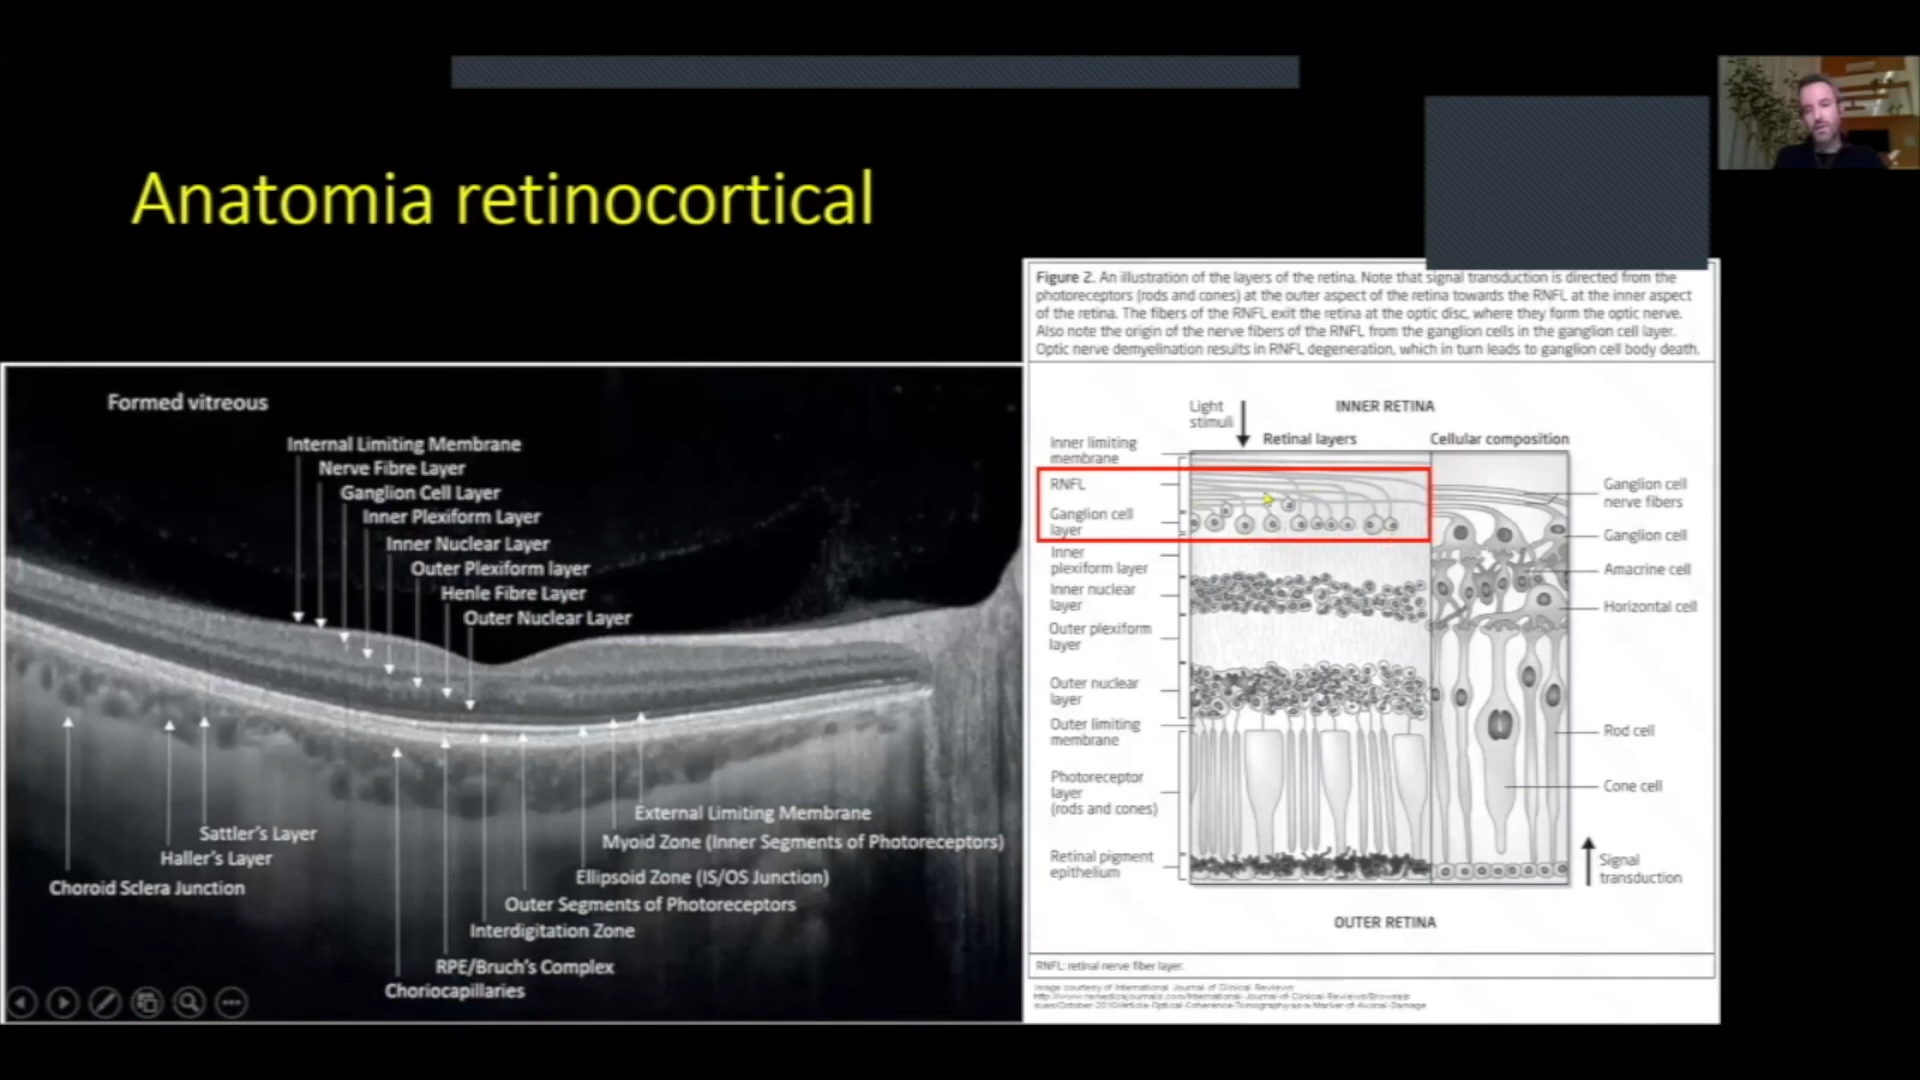 Anatomia retinocortical
Formed vitreous
Internal Limiting Membrane
Nerve Fibre Layer
Ganglion Cell Layer
Inner Plexiform Layer
Inner Nuclear Layer
Outer Plexiform layer
Henle Fibre Layer
Outer Nuclear Layer
External Limiting Membrane
Myoid Zone (Inner Segments of Photoreceptors)
Ellipsoid Zone (IS/OS Junction)
Outer Segments of Photoreceptors
Interdigitation Zone
RPE/Bruch's Complex
Choriocapillaries
Sattler's Layer
Haller's Layer
Choroid Sclera Junction
Figure 2. An illustration of the layers of the retina. Note that signal transduction is directed from the
photoreceptors (rods and cones) at the outer aspect of the retina towards the RNFL at the inner aspect
of the retina. The fibers of the RNFL exit the retina at the optic disc, where they form the optic nerve.
Also note the origin of the nerve fibers of the RNFL from the ganglion cells in the ganglion cell layer.
Optic nerve demyelination results in RNFL degeneration, which in turn leads to ganglion cell body death.
Light
stimuli
INNER RETINA
Retinal layers
Cellular composition
Inner limiting
membrane
RNFL
Ganglion cell
layer
Inner
plexiform layer
Inner nuclear
layer
Outer plexiform
layer
Outer nuclear
layer
Outer limiting
membrane
Photoreceptor
layer
(rods and cones)
Retinal pigment
epithelium
Ganglion cell
nerve fibers
Ganglion cell
Amacrine cell
Horizontal cell
Rod cell
Cone cell
Signal
transduction
OUTER RETINA
RNFL: retinal nerve fiber layer.
Image courtesy of International Journal of Clinical Reviews